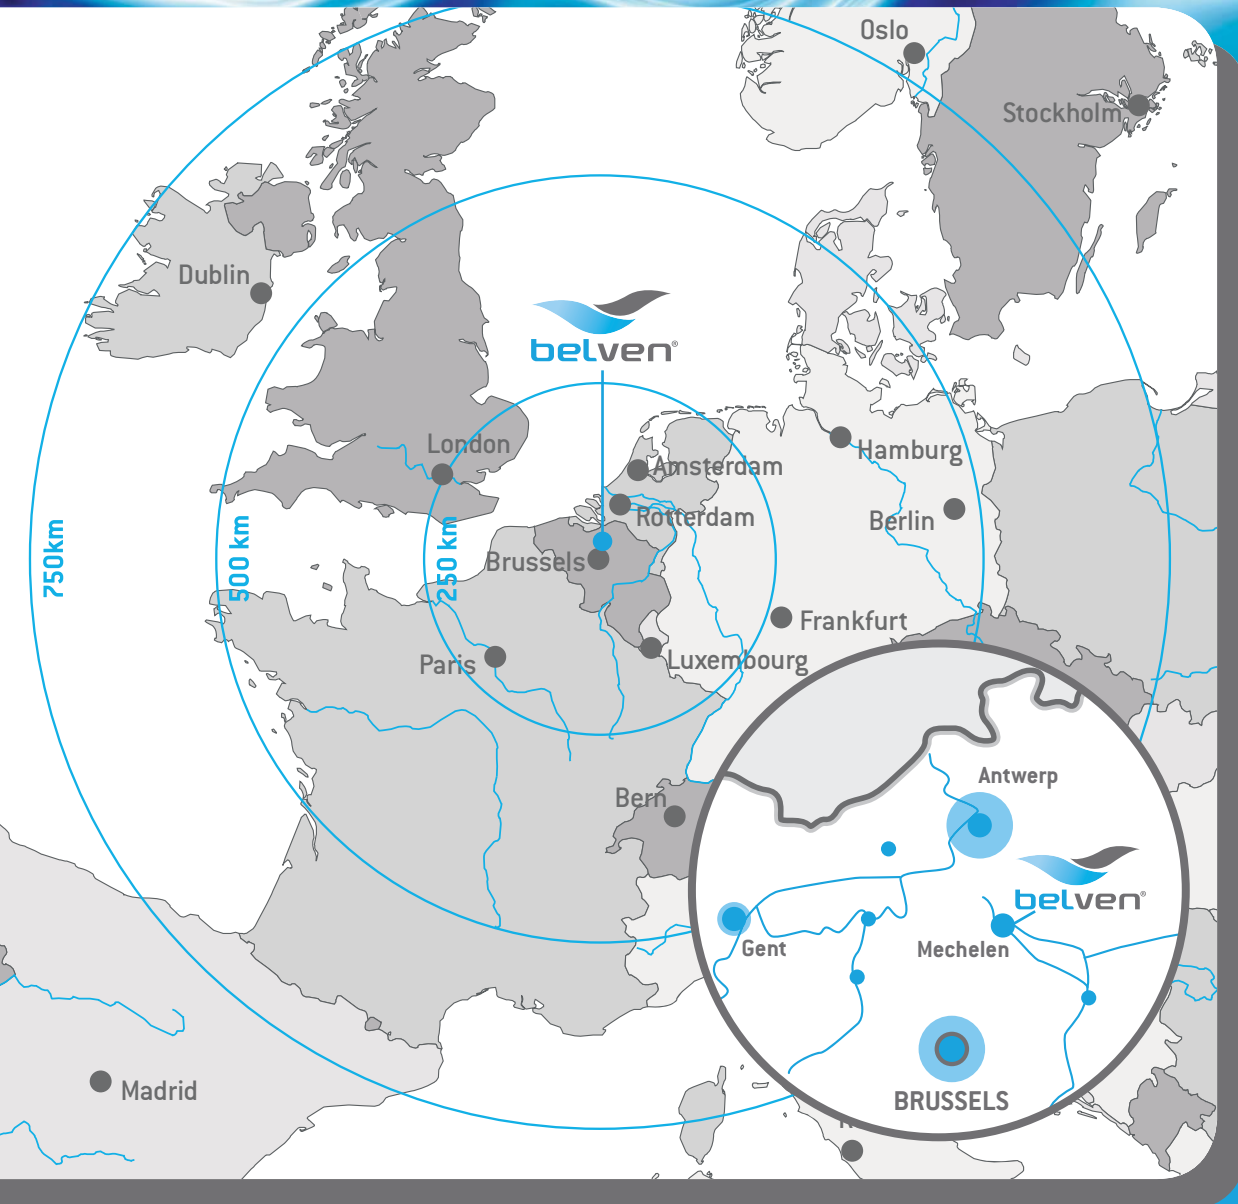 Oslo
Stockholm
Dublin
belven®
London
Amsterdam
Hamburg
Rotterdam
Berlin
750km
500 km
250 km
Brussels
Frankfurt
Paris
Luxembourg
Bern
Antwerp
belven®
Gent
Mechelen
Madrid
BRUSSELS